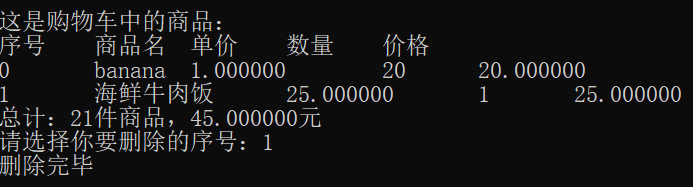 这是购物车中的商品：
序号 商品名 单价 数量 价格
0 banana 1.000000 20 20.000000
1 海鲜牛肉饭 25.000000 1 25.000000
总计：21件商品，45.000000元
请选择你要删除的序号：1
删除完毕